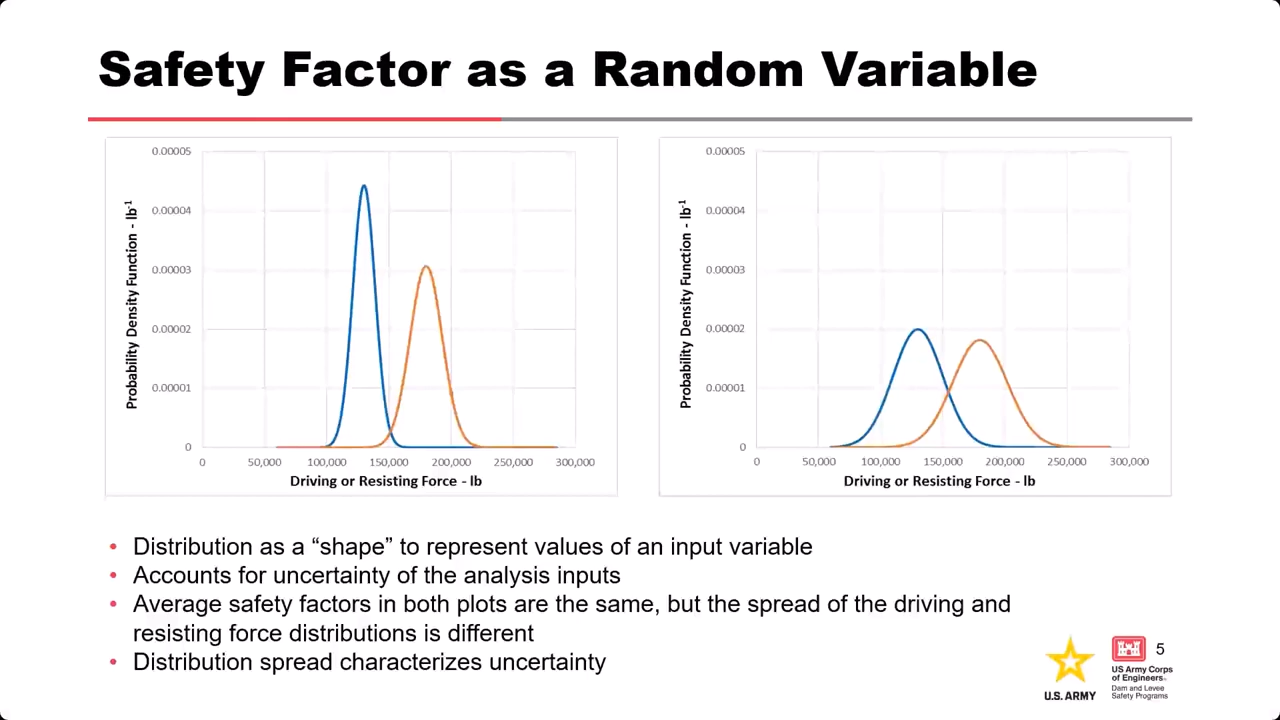 Safety Factor as a Random Variable
0.00005
0.00004
0.00003
0.00002
0.00001
0
Probability Density Function - lb-1
0 50,000 100,000 150,000 200,000 250,000 300,000
Driving or Resisting Force - lb
0.00005
0.00004
0.00003
0.00002
0.00001
0
Probability Density Function - lb-1
0 50,000 100,000 150,000 200,000 250,000 300,000
Driving or Resisting Force - lb
• Distribution as a “shape” to represent values of an input variable
• Accounts for uncertainty of the analysis inputs
• Average safety factors in both plots are the same, but the spread of the driving and
resisting force distributions is different
• Distribution spread characterizes uncertainty
U.S. ARMY
US Army Corps
of Engineers®
Dam and Levee
Safety Programs
5